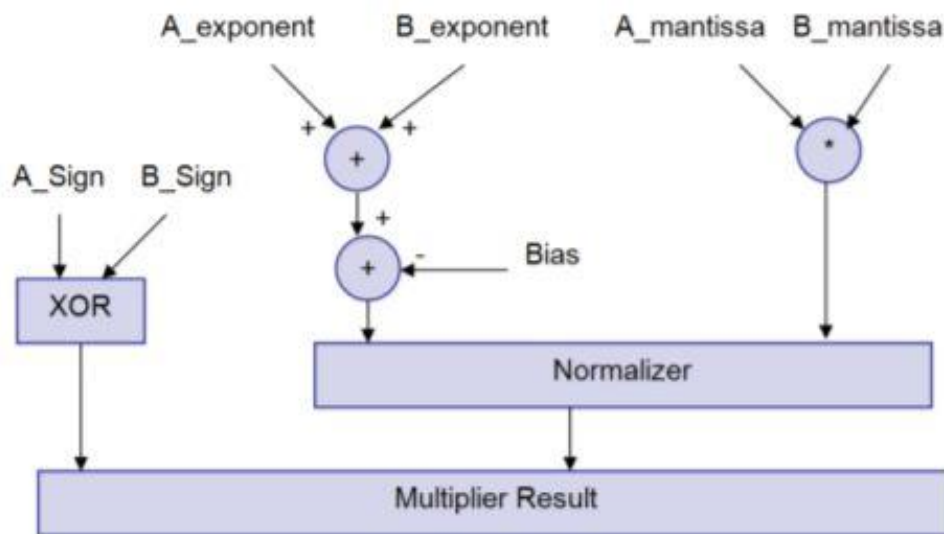 A_exponent B_exponent A_mantissa B_mantissa
+ +
+ *
A_Sign B_Sign
+
+ - Bias
XOR
Normalizer
Multiplier Result